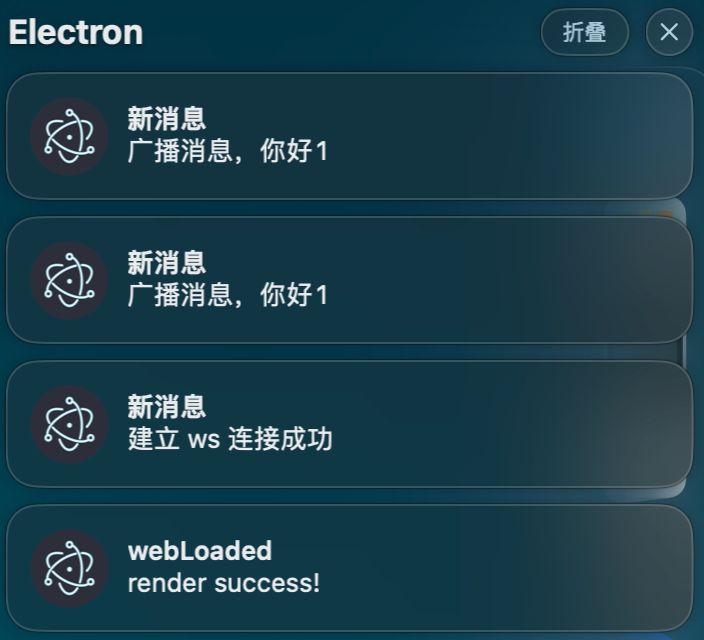 Electron
折叠
新消息
广播消息，你好1
新消息
广播消息，你好1
新消息
建立 ws 连接成功
webLoaded
render success!